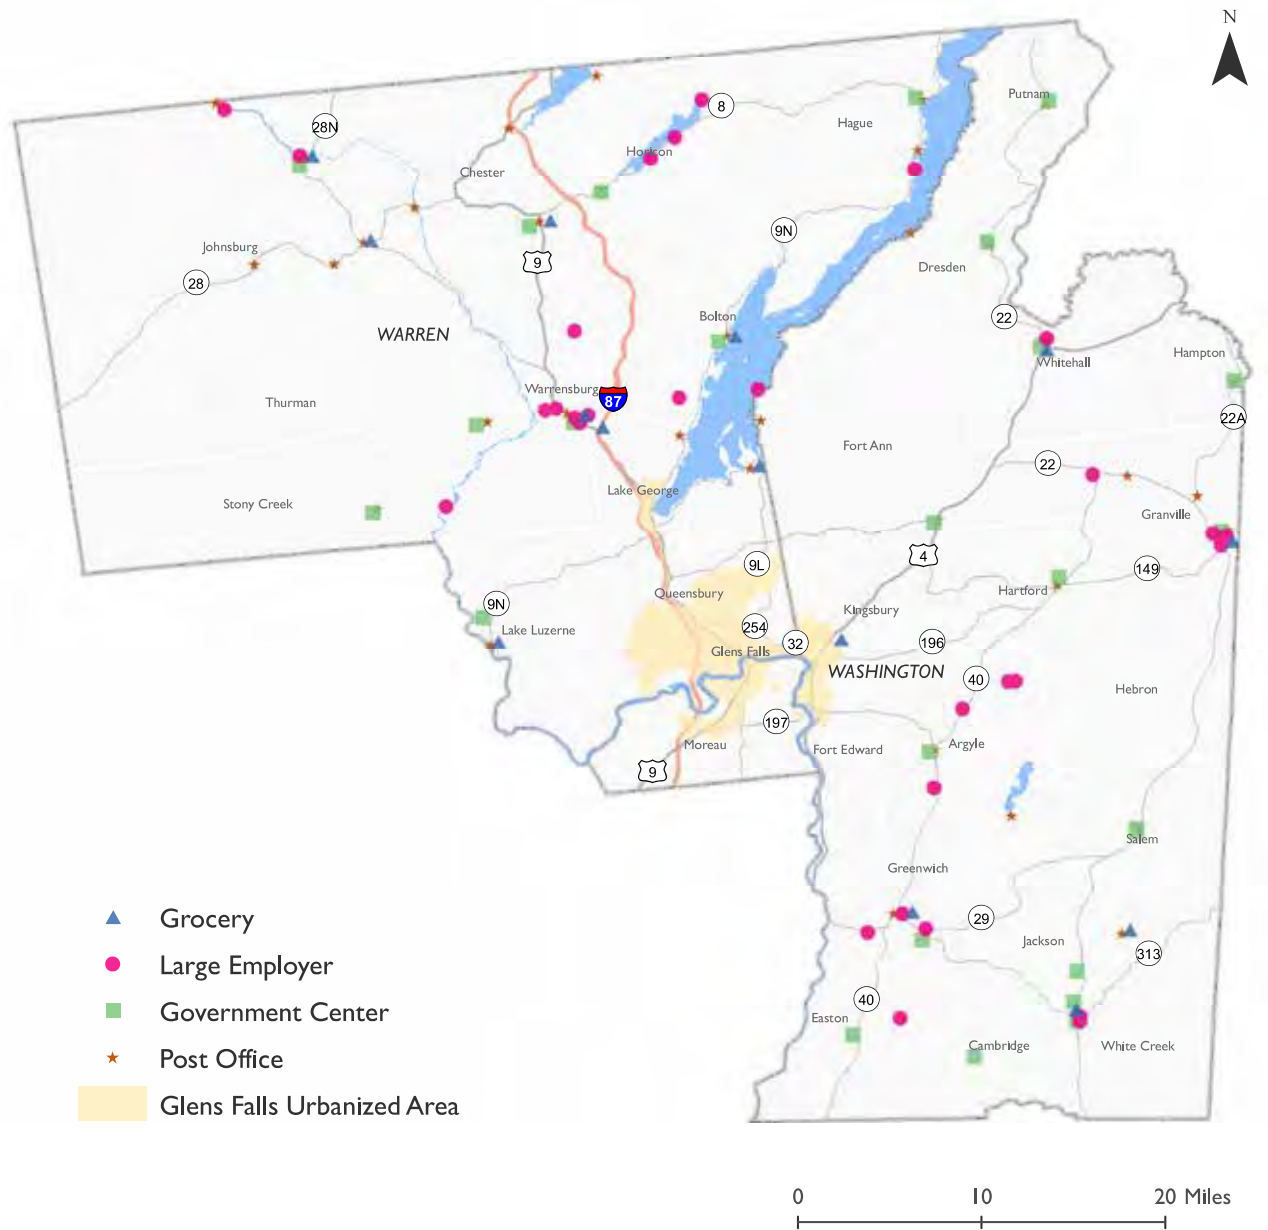 N
Putnam
8
28N
Hague
Horicon
Chester
9N
Johnsburg
9
Dresden
28
22
Bolton
WARREN
Whitehall
Hampton
Warrensburg
87
Thurman
22A
Fort Ann
22
Lake George
Stony Creek
Granville
4
9L
149
Queensbury
Hartford
9N
Kingsbury
Lake Luzerne
254
32
196
Glens Falls
WASHINGTON
40
Hebron
197
Moreau
Fort Edward
Argyle
9
Salem
Greenwich
Grocery
29
Jackson
313
Large Employer
40
Government Center
Easton
Cambridge
White Creek
Post Office
Glens Falls Urbanized Area
0 10 20 Miles